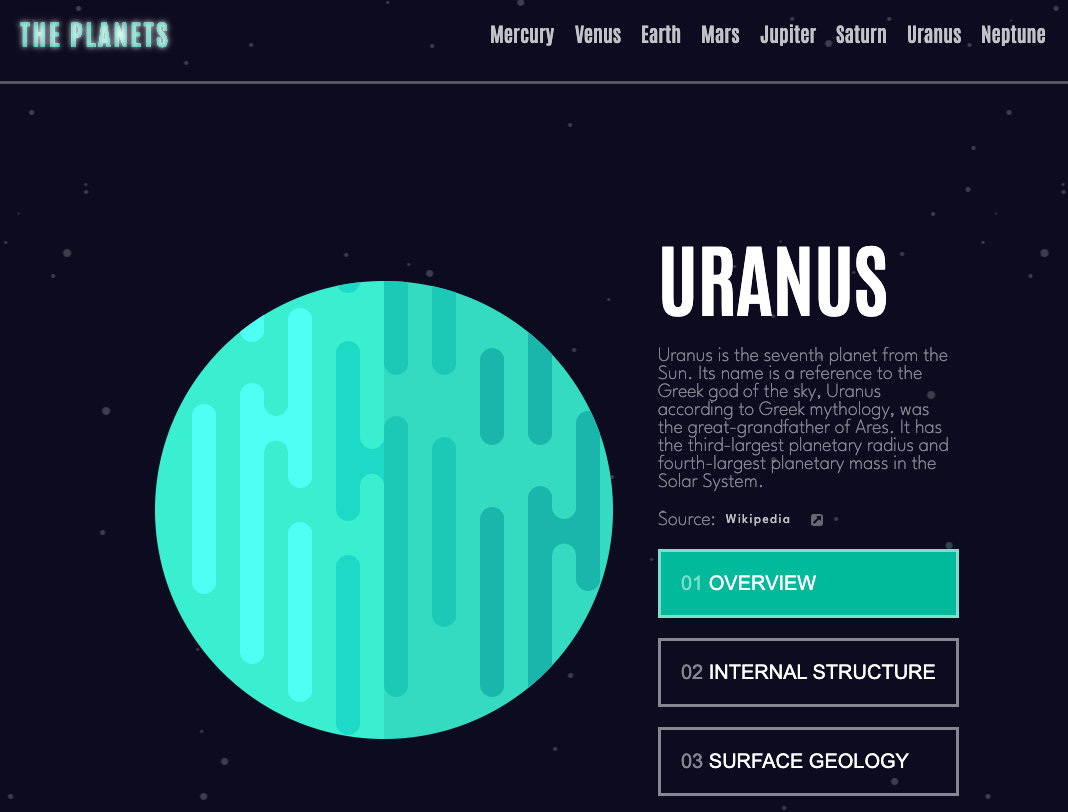 THE PLANETS
Mercury Venus Earth Mars Jupiter Saturn Uranus Neptune
URANUS
Uranus is the seventh planet from the
Sun. Its name is a reference to the
Greek god of the sky, Uranus
according to Greek mythology, was
the great-grandfather of Ares. It has
the third-largest planetary radius and
fourth-largest planetary mass in the
Solar System.
Source: Wikipedia
01 OVERVIEW
02 INTERNAL STRUCTURE
03 SURFACE GEOLOGY